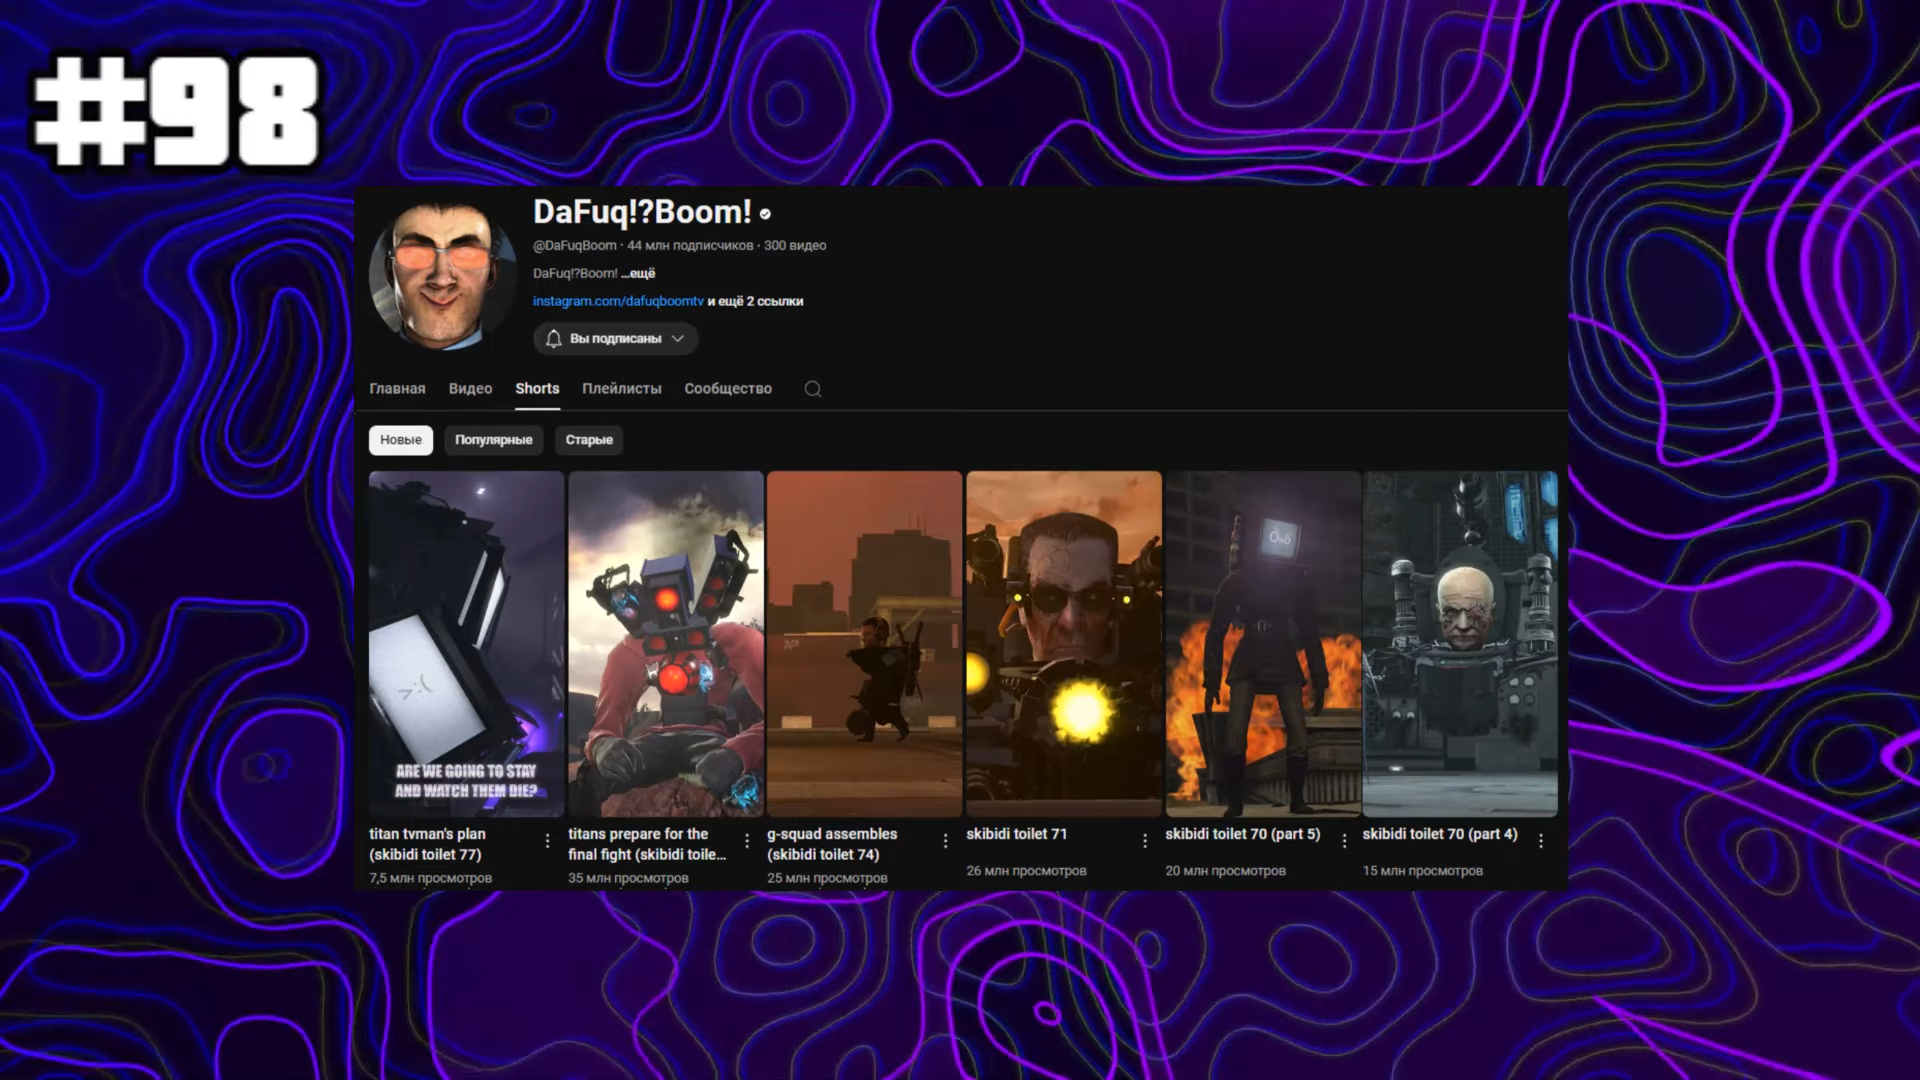 #98
DaFuq!?Boom!
@DaFuqBoom · 44 млн подписчиков · 300 видео
DaFuq!?Boom! ...ещё
instagram.com/dafuqboomtv и ещё 2 ссылки
Вы подписаны
Главная Видео Shorts Плейлисты Сообщество
Новые Популярные Старые
ARE WE GOING TO STAY
AND WATCH THEM DIE?
titan tvman's plan
(skibidi toilet 77)
7,5 млн просмотров
titans prepare for the
final fight (skibidi toile...
35 млн просмотров
g-squad assembles
(skibidi toilet 74)
25 млн просмотров
skibidi toilet 71
26 млн просмотров
skibidi toilet 70 (part 5)
20 млн просмотров
skibidi toilet 70 (part 4)
15 млн просмотров